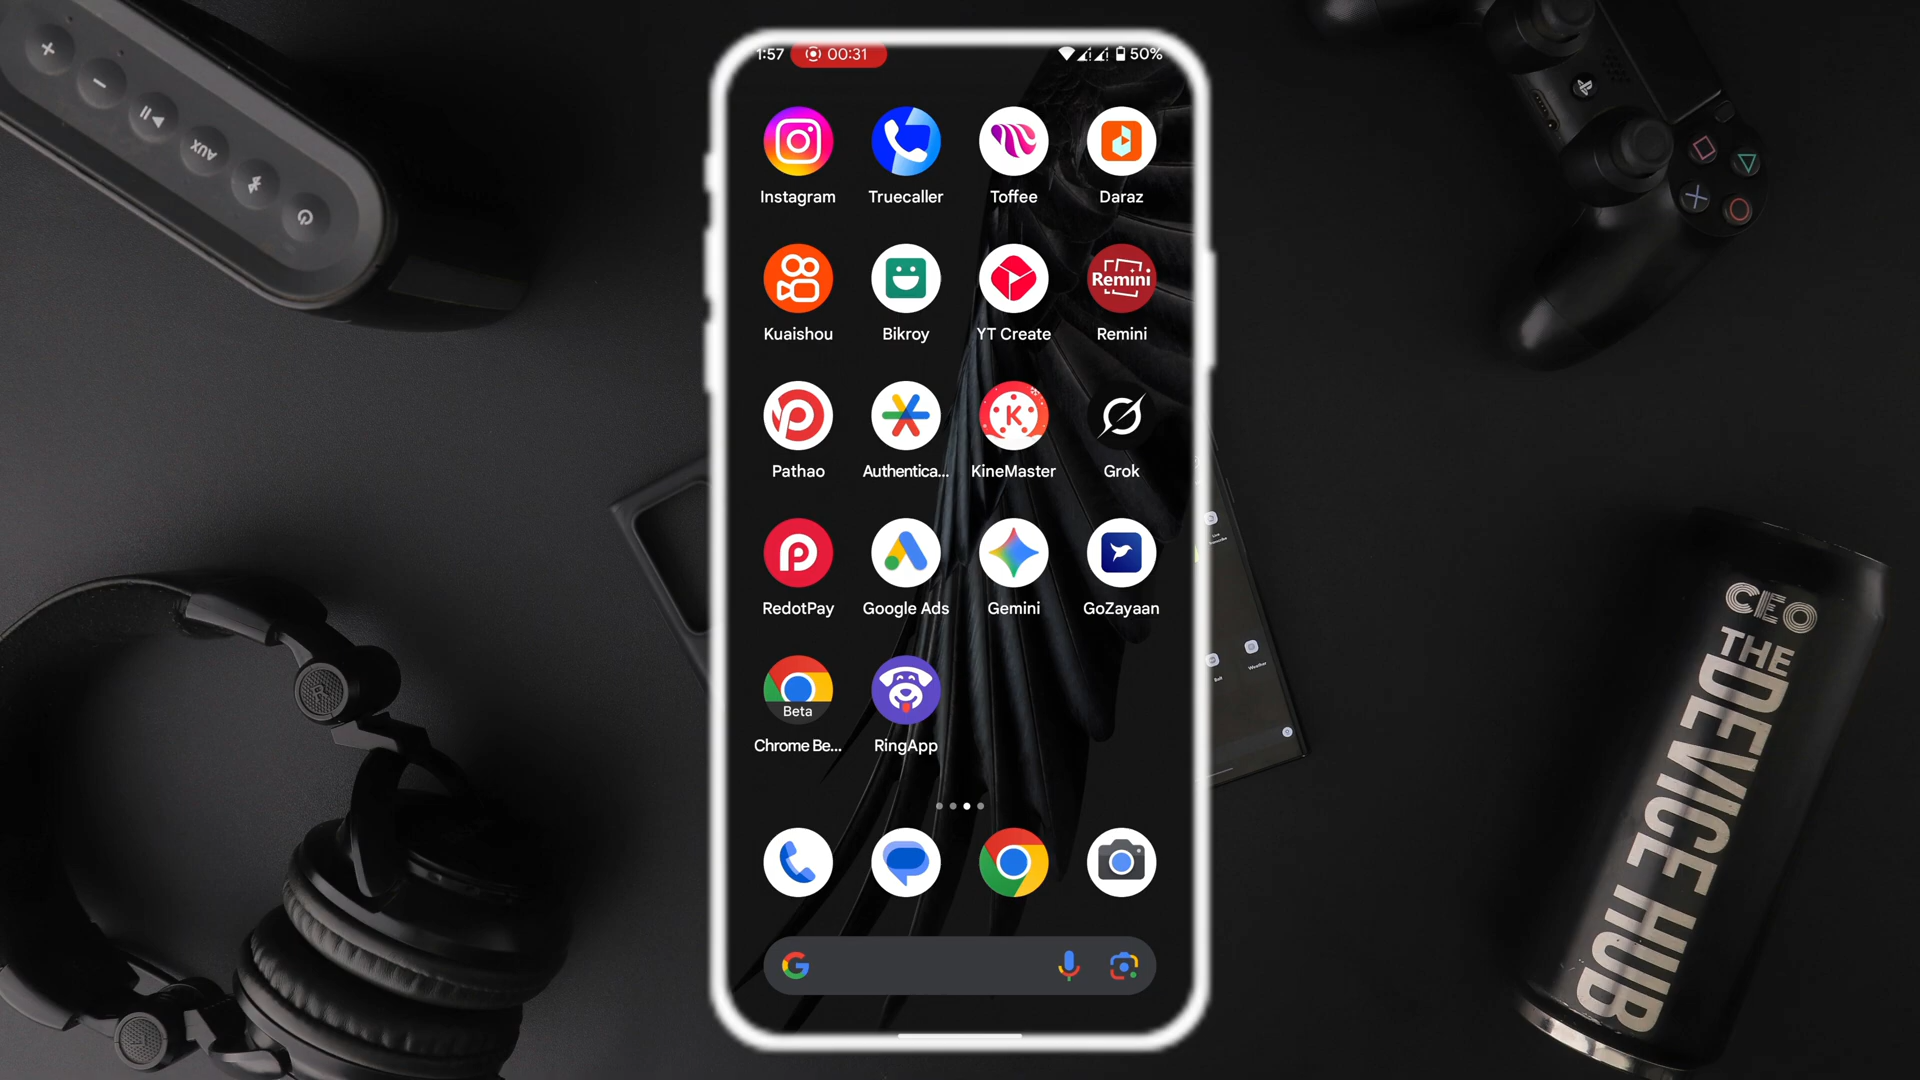 1:57 00:31 50%
Instagram Truecaller Toffee Daraz
Remini
Kuaishou Bikroy YT Create Remini
K
Pathao Authentica... KineMaster Grok
RedotPay Google Ads Gemini GoZayaan
Beta
Chrome Be... RingApp
G
AUX
CEO
THE
DEVICE HUB
Weather